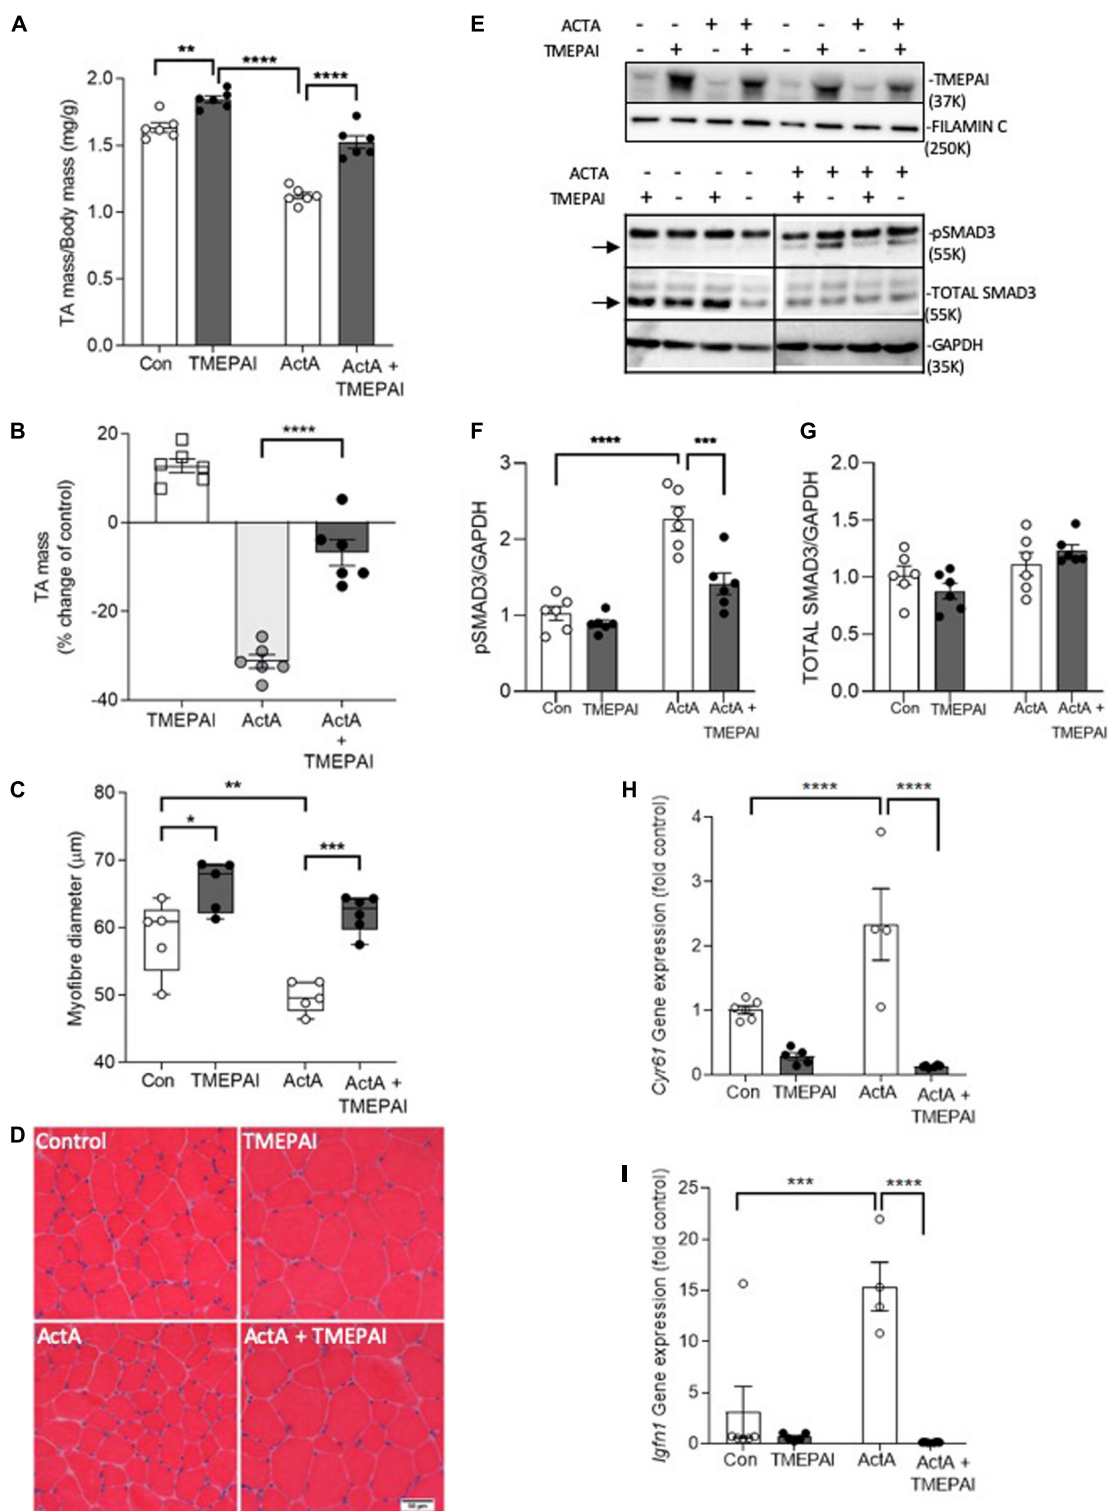 A
TA mass/Body mass (mg/g)
2.0
1.5
1.0
0.5
0.0
** **** ****
Con TMEPAI ActA ActA +
TMEPAI
E
ACTA - - + + - - + +
TMEPAI - + - + - + - +
-TMEPAI
(37K)
-FILAMIN C
(250K)
ACTA - - - - + + + +
TMEPAI + - + - + - + -
-pSMAD3
(55K)
-TOTAL SMAD3
(55K)
-GAPDH
(35K)
B
TA mass
(% change of control)
20
0
-20
-40
****
TMEPAI ActA ActA
+
TMEPAI
F
pSMAD3/GAPDH
3
2
1
0
**** ***
Con TMEPAI ActA ActA +
TMEPAI
G
TOTAL SMAD3/GAPDH
2.0
1.5
1.0
0.5
0.0
Con TMEPAI ActA ActA +
TMEPAI
C
Myofibre diameter (μm)
80
70
60
50
40
**
* ***
Con TMEPAI ActA ActA +
TMEPAI
H
Cyr61 Gene expression (fold control)
4
3
2
1
0
**** ****
Con TMEPAI ActA ActA +
TMEPAI
D
Control TMEPAI
ActA ActA + TMEPAI
50 μm
I
Igfn1 Gene expression (fold control)
25
20
15
10
5
0
*** ****
Con TMEPAI ActA ActA +
TMEPAI